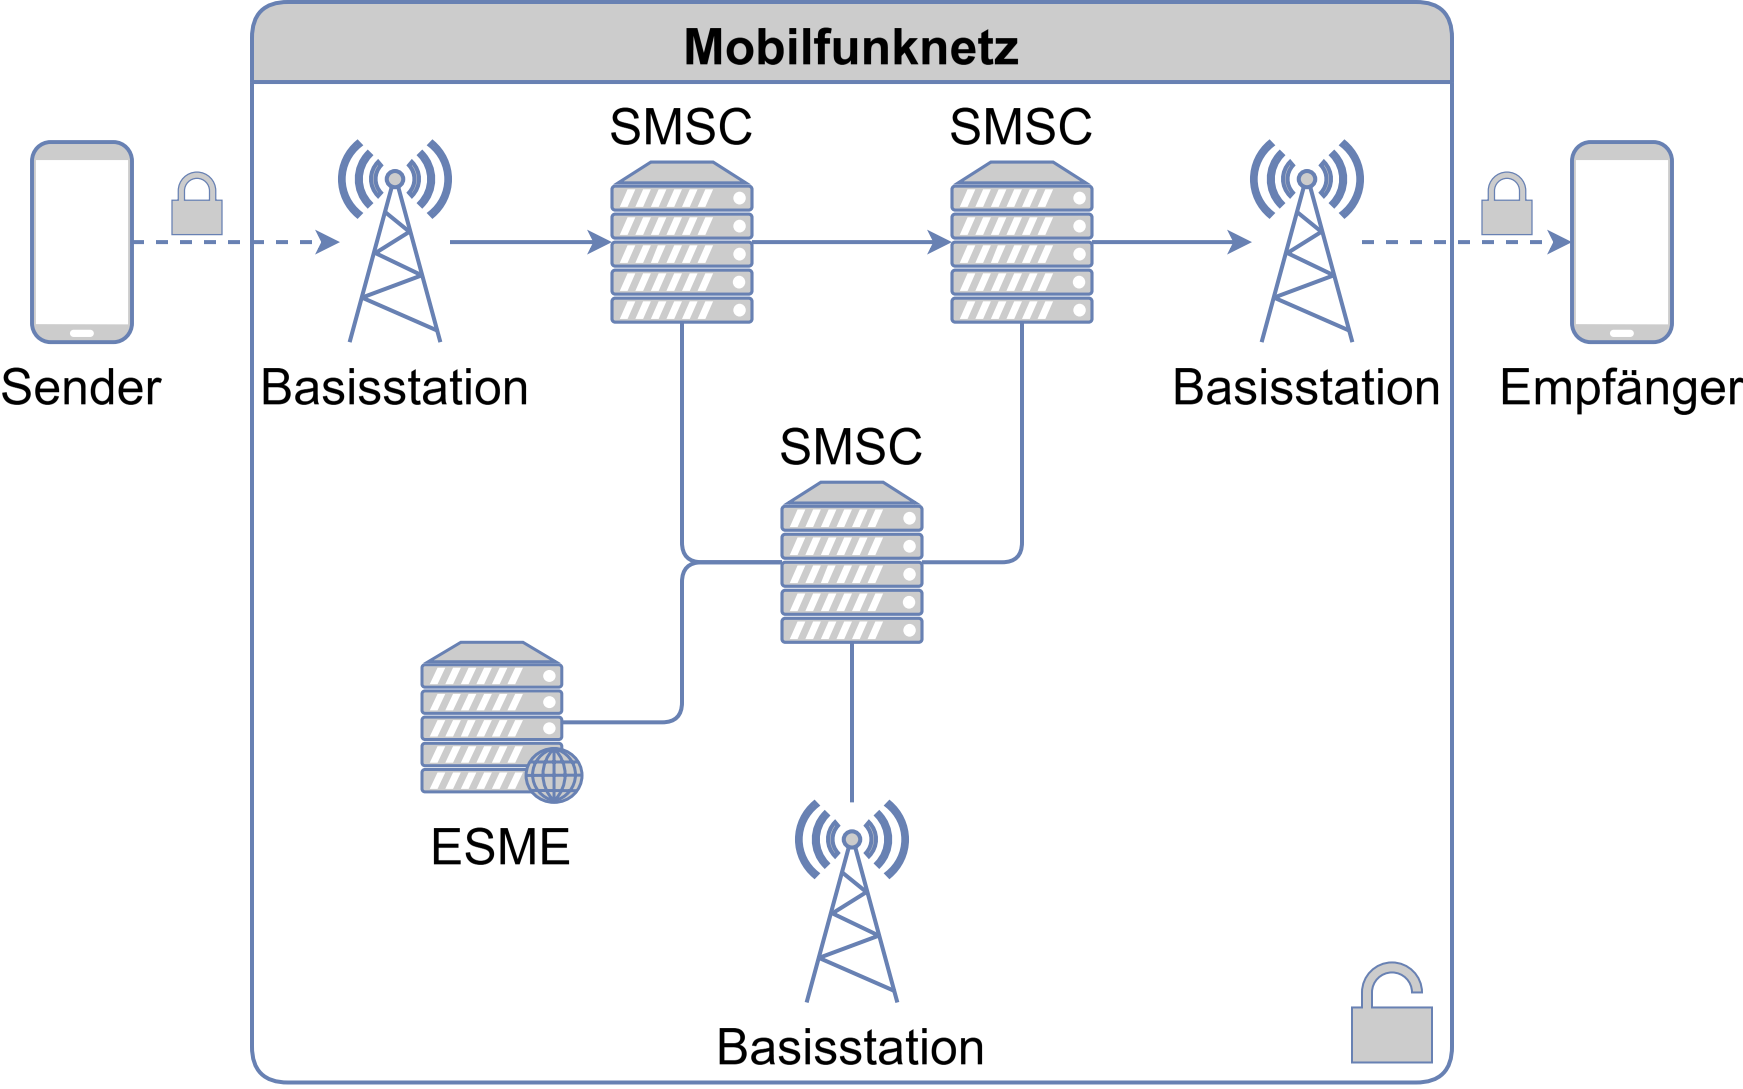 Mobilfunknetz
SMSC
SMSC
Sender
Basisstation
Basisstation
Empfänger
SMSC
ESME
Basisstation